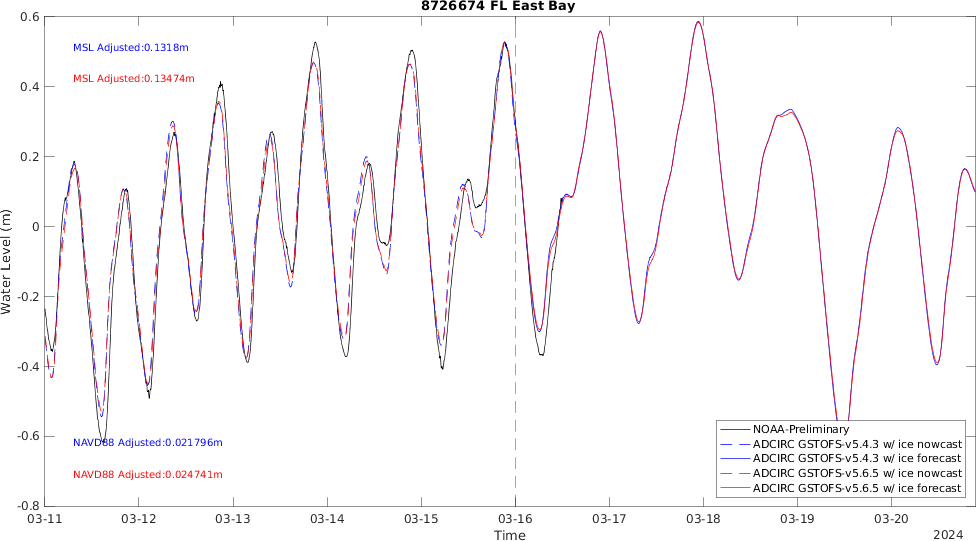 8726674 FL East Bay
0.6
0.4
0.2
0
-0.2
-0.4
-0.6
-0.8
Water Level (m)
MSL Adjusted:0.1318m
MSL Adjusted:0.13474m
NAVD88 Adjusted:0.021796m
NAVD88 Adjusted:0.024741m
NOAA-Preliminary
ADCIRC GSTOFS-v5.4.3 w/ ice nowcast
ADCIRC GSTOFS-v5.4.3 w/ ice forecast
ADCIRC GSTOFS-v5.6.5 w/ ice nowcast
ADCIRC GSTOFS-v5.6.5 w/ ice forecast
03-11 03-12 03-13 03-14 03-15 03-16 03-17 03-18 03-19 03-20
Time
2024